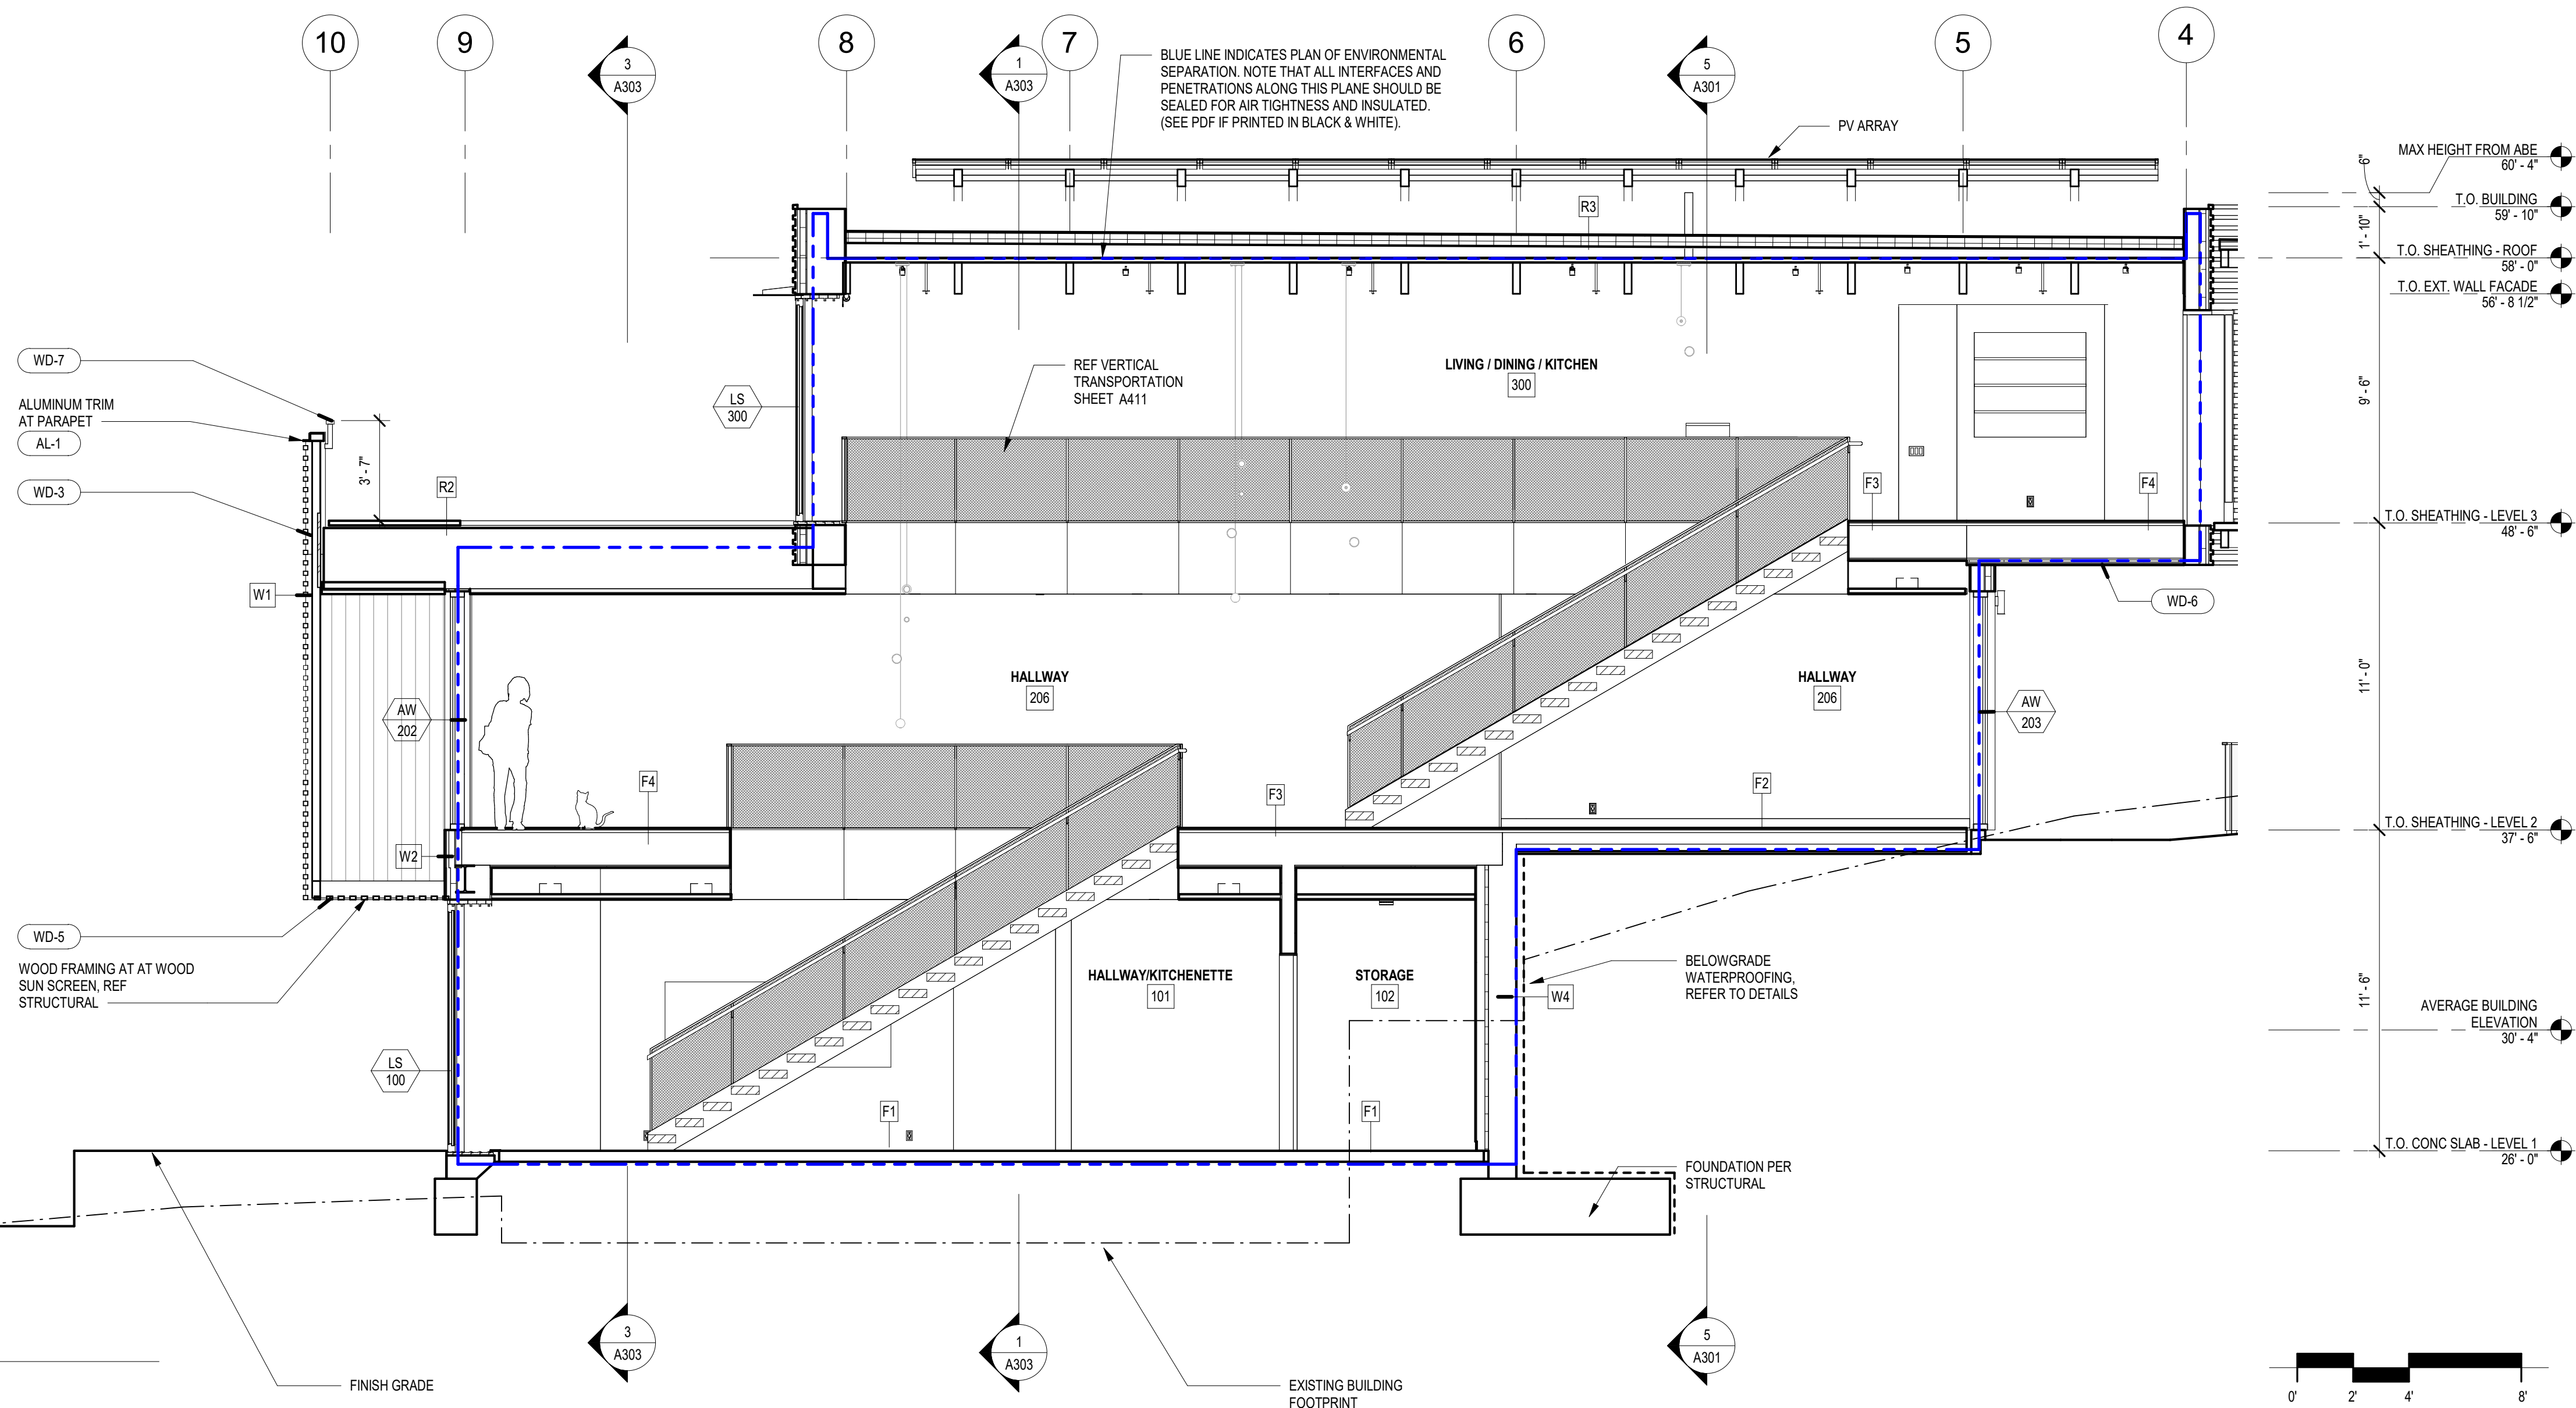 10
9
8
7
6
5
4
3
A303
1
A303
5
A301
BLUE LINE INDICATES PLAN OF ENVIRONMENTAL
SEPARATION. NOTE THAT ALL INTERFACES AND
PENETRATIONS ALONG THIS PLANE SHOULD BE
SEALED FOR AIR TIGHTNESS AND INSULATED.
(SEE PDF IF PRINTED IN BLACK & WHITE).
PV ARRAY
MAX HEIGHT FROM ABE
60' - 4"
6"
T.O. BUILDING
59' - 10"
1' - 10"
T.O. SHEATHING - ROOF
58' - 0"
T.O. EXT. WALL FACADE
56' - 8 1/2"
R3
WD-7
ALUMINUM TRIM
AT PARAPET
AL-1
WD-3
3' - 7"
R2
LS
300
REF VERTICAL
TRANSPORTATION
SHEET A411
LIVING / DINING / KITCHEN
300
9' - 6"
F3
F4
T.O. SHEATHING - LEVEL 3
48' - 6"
W1
WD-6
HALLWAY
206
HALLWAY
206
11' - 0"
AW
202
AW
203
F4
F3
F2
T.O. SHEATHING - LEVEL 2
37' - 6"
W2
WD-5
WOOD FRAMING AT AT WOOD
SUN SCREEN, REF
STRUCTURAL
HALLWAY/KITCHENETTE
101
STORAGE
102
W4
BELOWGRADE
WATERPROOFING,
REFER TO DETAILS
11' - 6"
AVERAGE BUILDING
ELEVATION
30' - 4"
LS
100
F1
F1
T.O. CONC SLAB - LEVEL 1
26' - 0"
FOUNDATION PER
STRUCTURAL
3
A303
1
A303
5
A301
FINISH GRADE
EXISTING BUILDING
FOOTPRINT
0'
2'
4'
8'